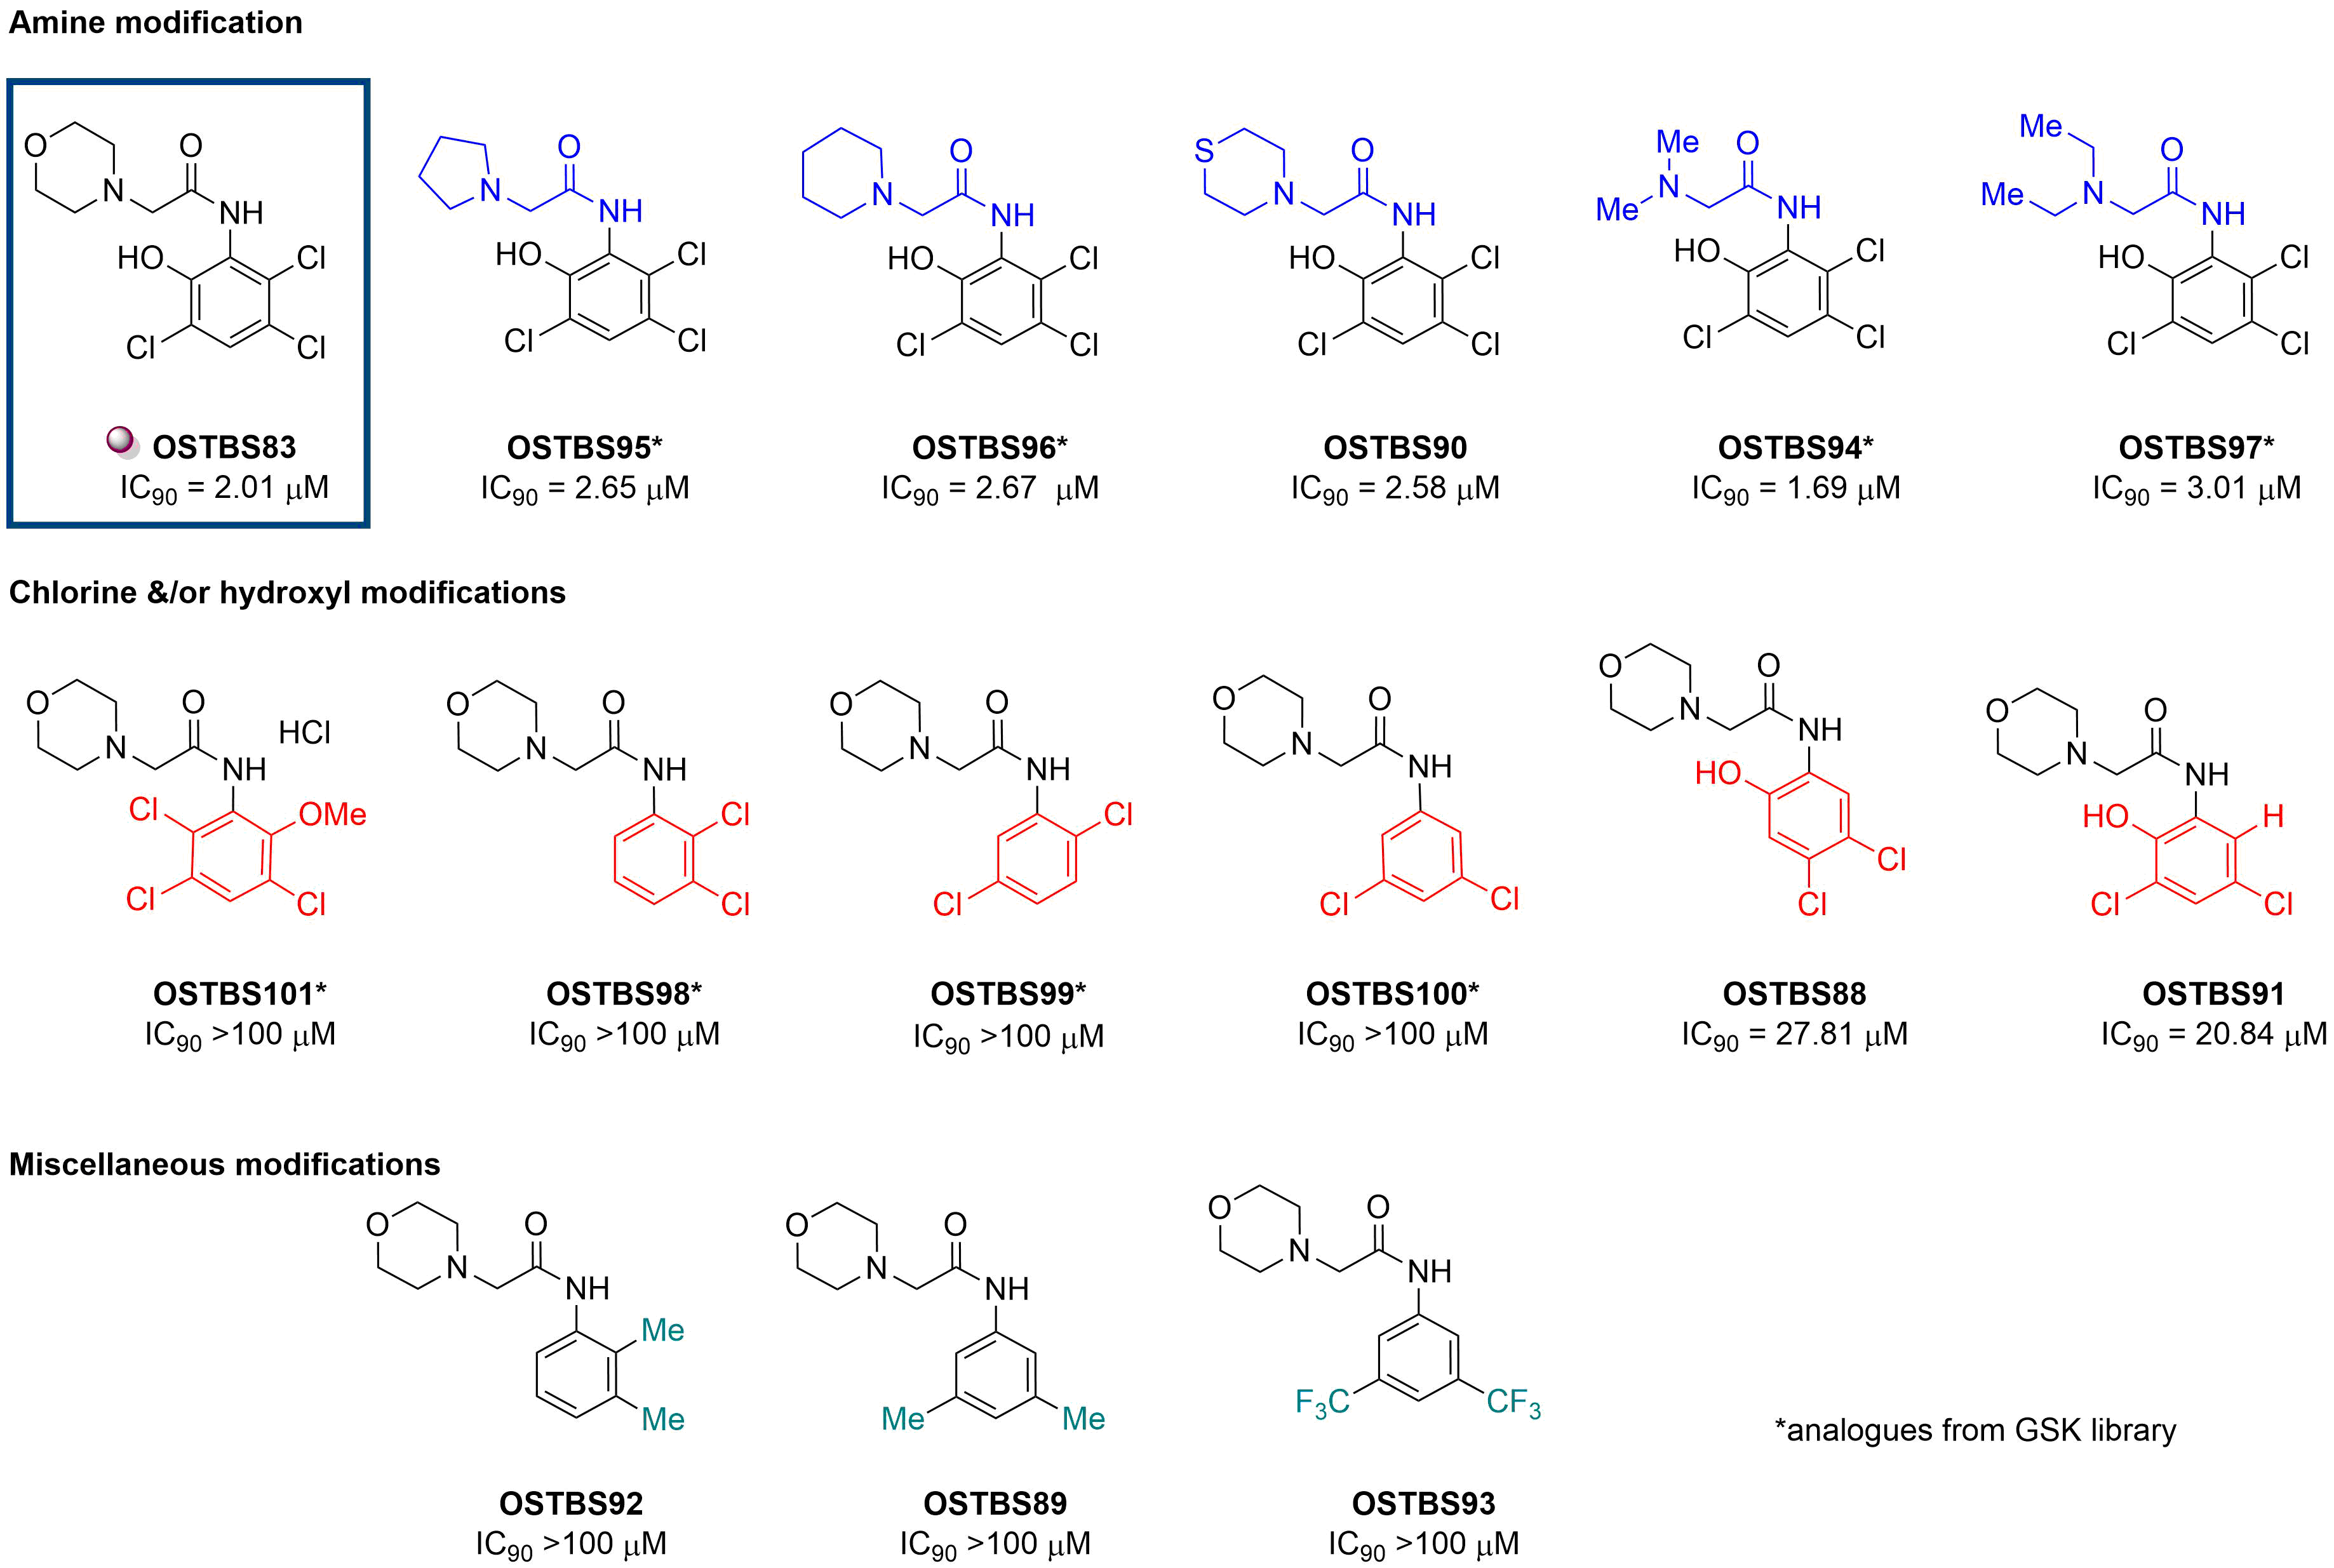 Amine modification
O
N
O
NH
HO
Cl
Cl
Cl
OSTBS83
IC90 = 2.01 μM
N
O
NH
HO
Cl
Cl
Cl
OSTBS95*
IC90 = 2.65 μM
N
O
NH
HO
Cl
Cl
Cl
OSTBS96*
IC90 = 2.67 μM
S
N
O
NH
HO
Cl
Cl
Cl
OSTBS90
IC90 = 2.58 μM
Me
N
Me
O
NH
HO
Cl
Cl
Cl
OSTBS94*
IC90 = 1.69 μM
Me
Me
N
O
NH
HO
Cl
Cl
Cl
OSTBS97*
IC90 = 3.01 μM
Chlorine &/or hydroxyl modifications
O
N
O
NH
HCl
Cl
OMe
Cl
Cl
OSTBS101*
IC90 >100 μM
O
N
O
NH
Cl
Cl
OSTBS98*
IC90 >100 μM
O
N
O
NH
Cl
Cl
OSTBS99*
IC90 >100 μM
O
N
O
NH
Cl
Cl
OSTBS100*
IC90 >100 μM
O
N
O
NH
HO
Cl
Cl
OSTBS88
IC90 = 27.81 μM
O
N
O
NH
HO
H
Cl
Cl
OSTBS91
IC90 = 20.84 μM
Miscellaneous modifications
O
N
O
NH
Me
Me
OSTBS92
IC90 >100 μM
O
N
O
NH
Me
Me
OSTBS89
IC90 >100 μM
O
N
O
NH
F3C
CF3
OSTBS93
IC90 >100 μM
*analogues from GSK library